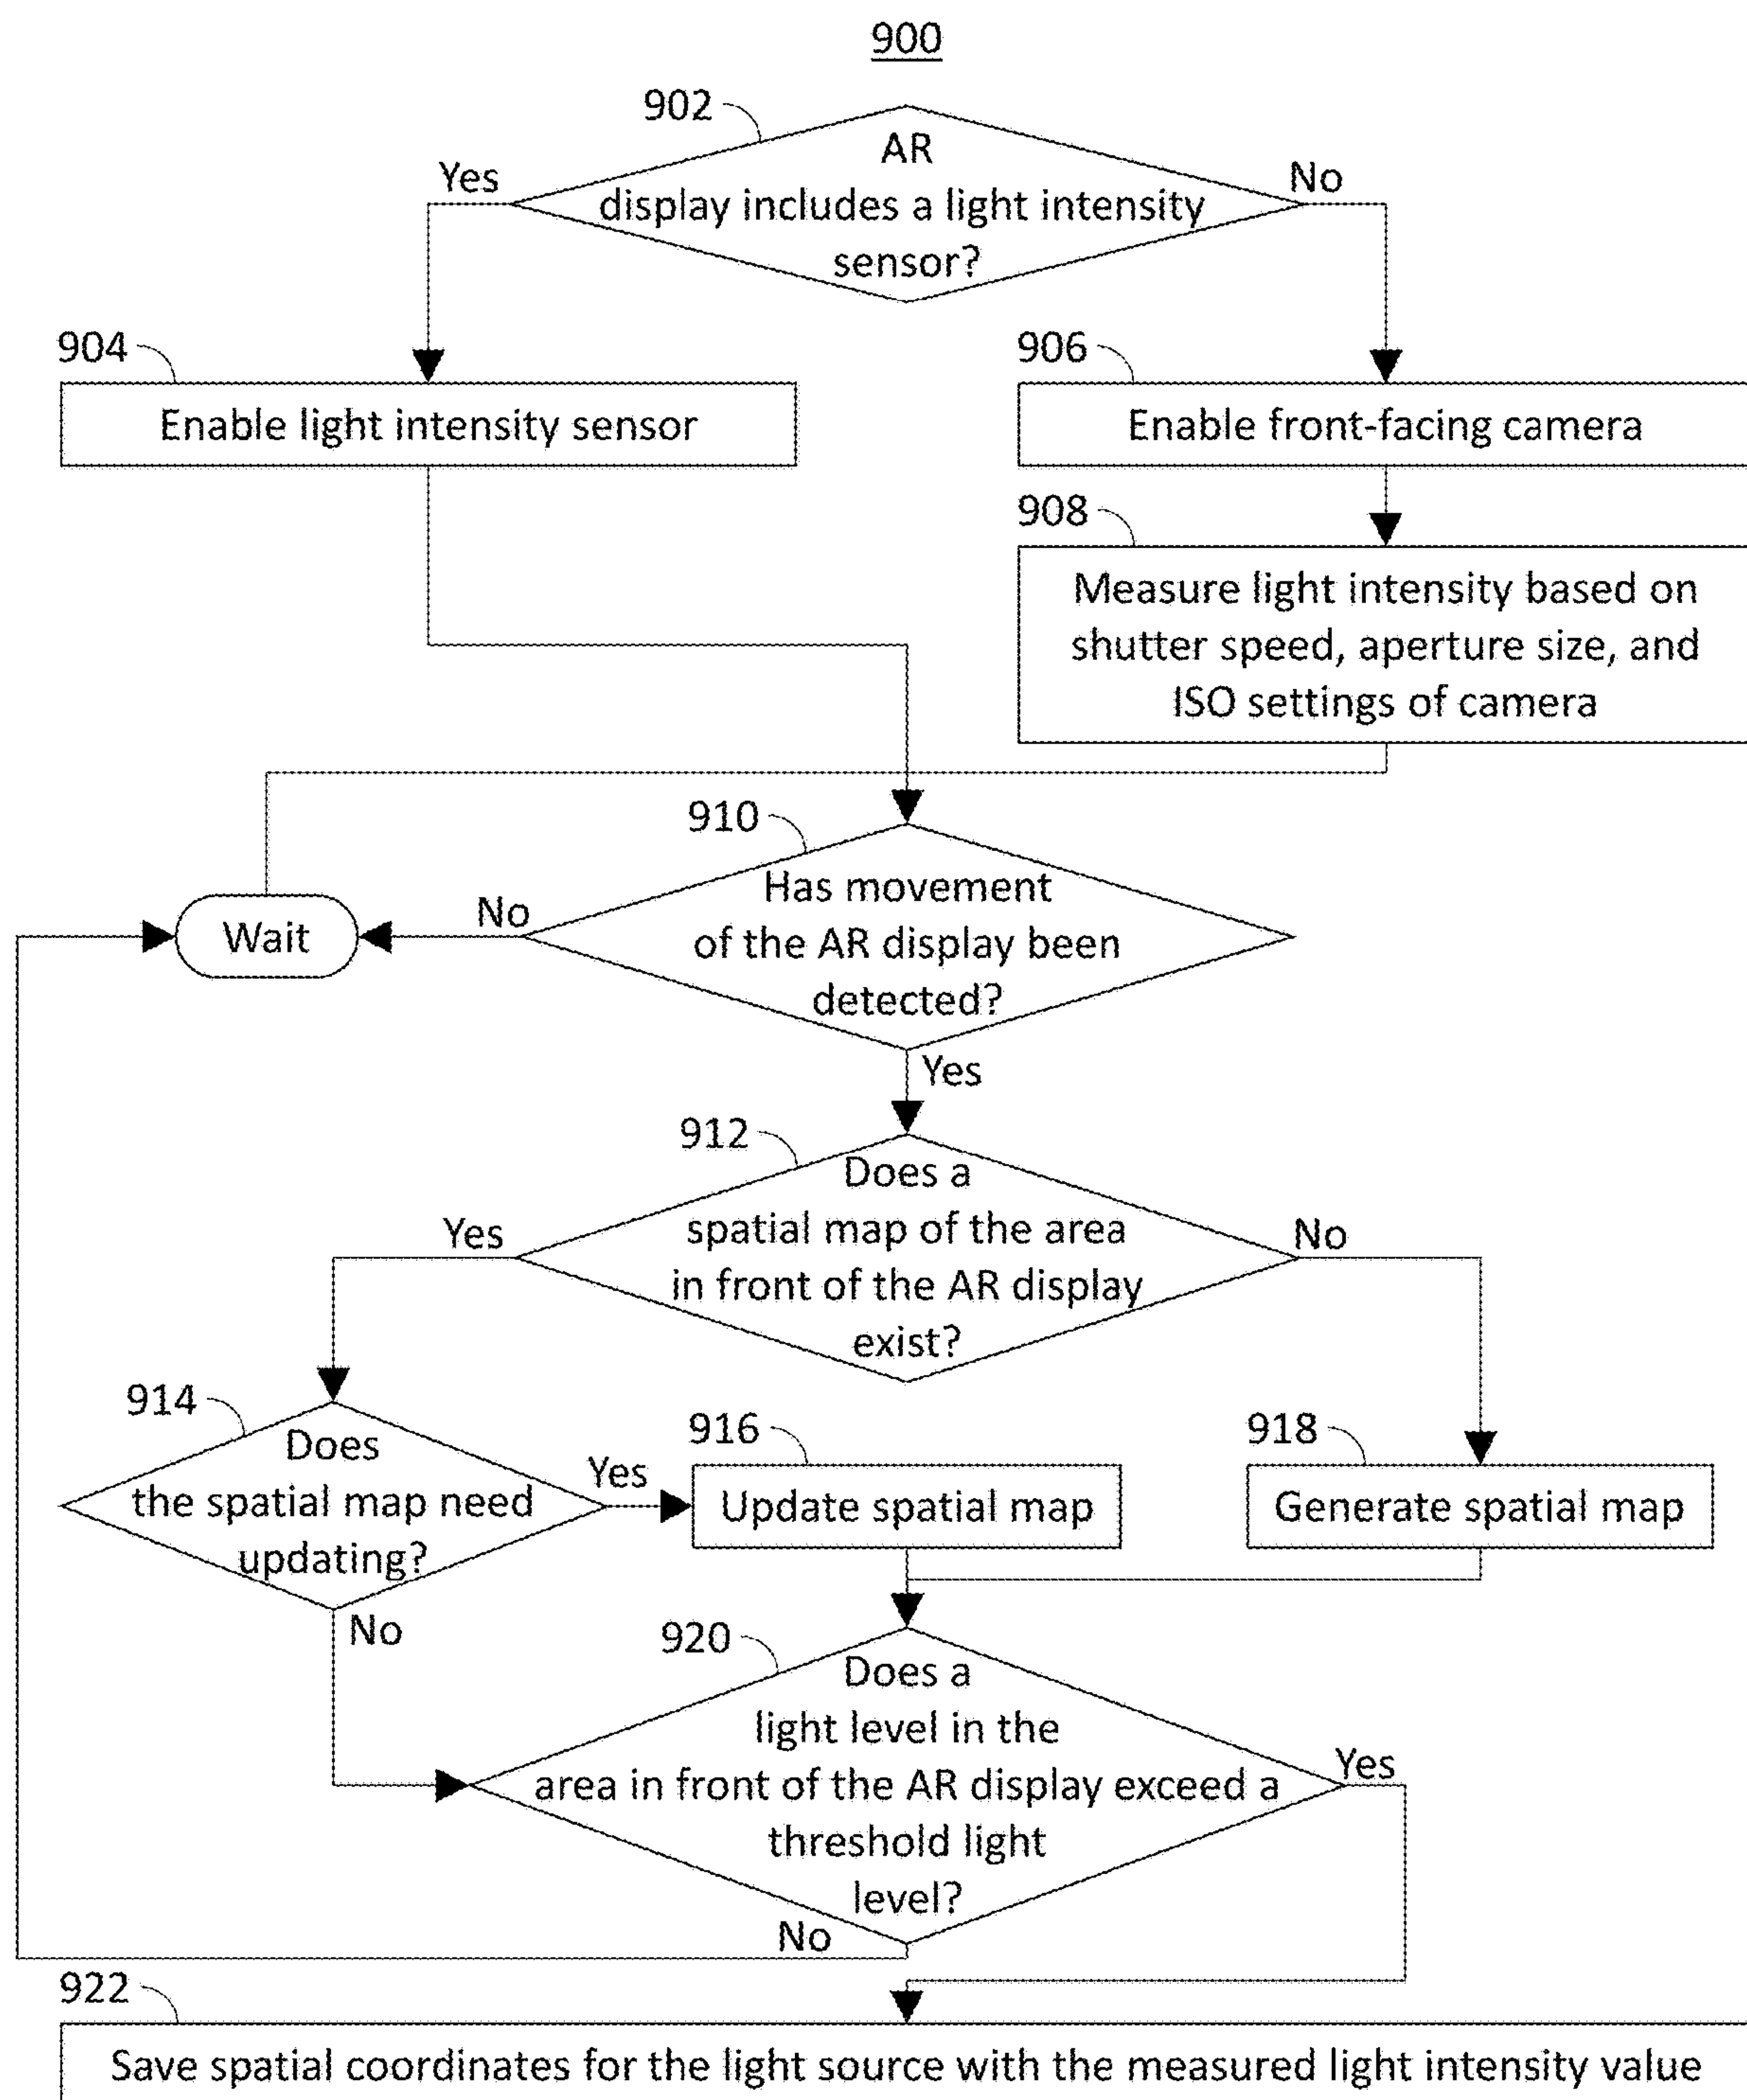 900
902
AR
display includes a light intensity
sensor?
Yes
No
904
Enable light intensity sensor
906
Enable front-facing camera
908
Measure light intensity based on
shutter speed, aperture size, and
ISO settings of camera
910
Has movement
of the AR display been
detected?
No
Wait
Yes
912
Does a
spatial map of the area
in front of the AR display
exist?
Yes
No
914
Does
the spatial map need
updating?
Yes
916
Update spatial map
918
Generate spatial map
No
920
Does a
light level in the
area in front of the AR display exceed a
threshold light
level?
Yes
No
922
Save spatial coordinates for the light source with the measured light intensity value